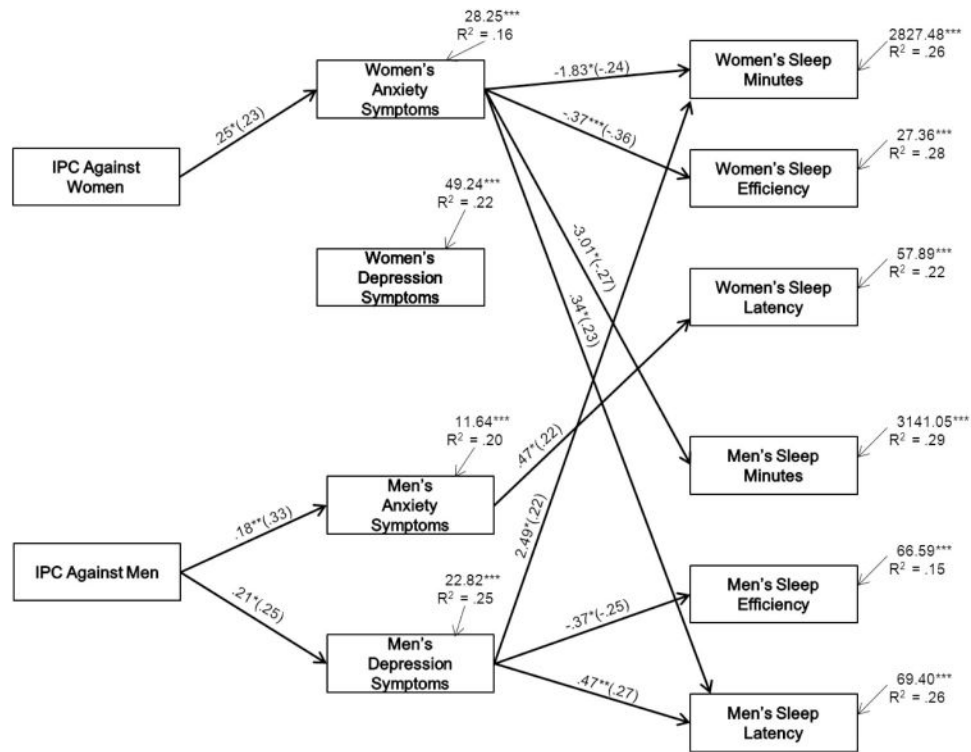 28.25***
R² = .16
2827.48***
R² = .26
Women's
Anxiety
Symptoms
-1.83*(-.24)
Women's Sleep
Minutes
.25*(.23)
-.37***(-.36)
27.36***
R² = .28
IPC Against
Women
Women's Sleep
Efficiency
49.24***
R² = .22
Women's
Depression
Symptoms
-3.01*(-.27)
.34*(.23)
57.89***
R² = .22
Women's Sleep
Latency
11.64***
R² = .20
.47*(.22)
3141.05***
R² = .29
Men's Sleep
Minutes
Men's
Anxiety
Symptoms
.18**(.33)
2.49*(.22)
IPC Against Men
.21*(.25)
22.82***
R² = .25
66.59***
R² = .15
Men's Sleep
Efficiency
-.37*(-.25)
Men's
Depression
Symptoms
.47**(.27)
69.40***
R² = .26
Men's Sleep
Latency